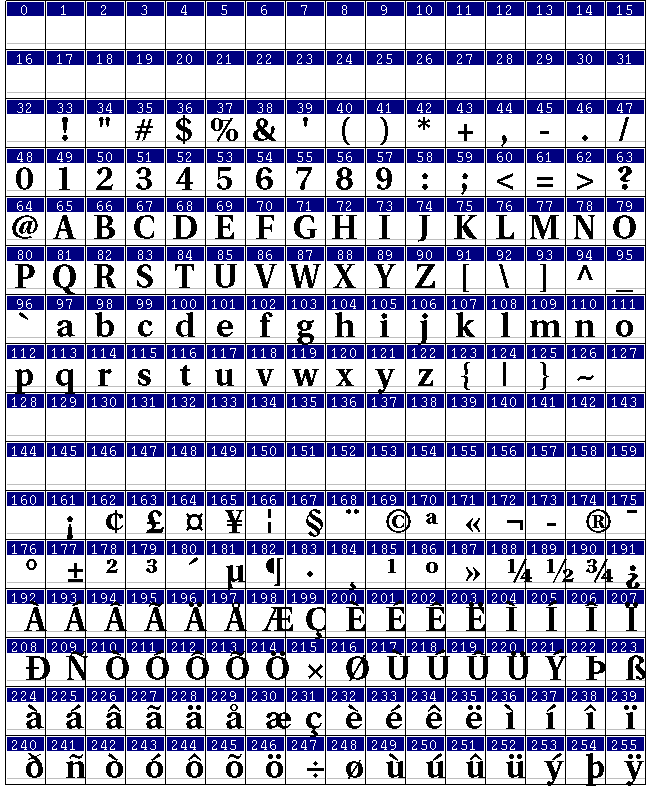 0 1 2 3 4 5 6 7 8 9 10 11 12 13 14 15
16 17 18 19 20 21 22 23 24 25 26 27 28 29 30 31
32 33 34 35 36 37 38 39 40 41 42 43 44 45 46 47
! " # $ % & ' ( ) * + , - . /
48 49 50 51 52 53 54 55 56 57 58 59 60 61 62 63
0 1 2 3 4 5 6 7 8 9 : ; < = > ?
64 65 66 67 68 69 70 71 72 73 74 75 76 77 78 79
@ A B C D E F G H I J K L M N O
80 81 82 83 84 85 86 87 88 89 90 91 92 93 94 95
P Q R S T U V W X Y Z [ \ ] ^ _
96 97 98 99 100 101 102 103 104 105 106 107 108 109 110 111
` a b c d e f g h i j k l m n o
112 113 114 115 116 117 118 119 120 121 122 123 124 125 126 127
p q r s t u v w x y z { | } ~
128 129 130 131 132 133 134 135 136 137 138 139 140 141 142 143
144 145 146 147 148 149 150 151 152 153 154 155 156 157 158 159
160 161 162 163 164 165 166 167 168 169 170 171 172 173 174 175
¡ ¢ £ ¤ ¥ ¦ § ¨ © ª « ¬ - ® ¯
176 177 178 179 180 181 182 183 184 185 186 187 188 189 190 191
° ± ² ³ ´ µ ¶ · ¸ ¹ º » ¼ ½ ¾ ¿
192 193 194 195 196 197 198 199 200 201 202 203 204 205 206 207
À Á Â Ã Ä Å Æ Ç È É Ê Ë Ì Í Î Ï
208 209 210 211 212 213 214 215 216 217 218 219 220 221 222 223
Ð Ñ Ò Ó Ô Õ Ö × Ø Ù Ú Û Ü Ý Þ ß
224 225 226 227 228 229 230 231 232 233 234 235 236 237 238 239
à á â ã ä å æ ç è é ê ë ì í î ï
240 241 242 243 244 245 246 247 248 249 250 251 252 253 254 255
ð ñ ò ó ô õ ö ÷ ø ù ú û ü ý þ ÿ